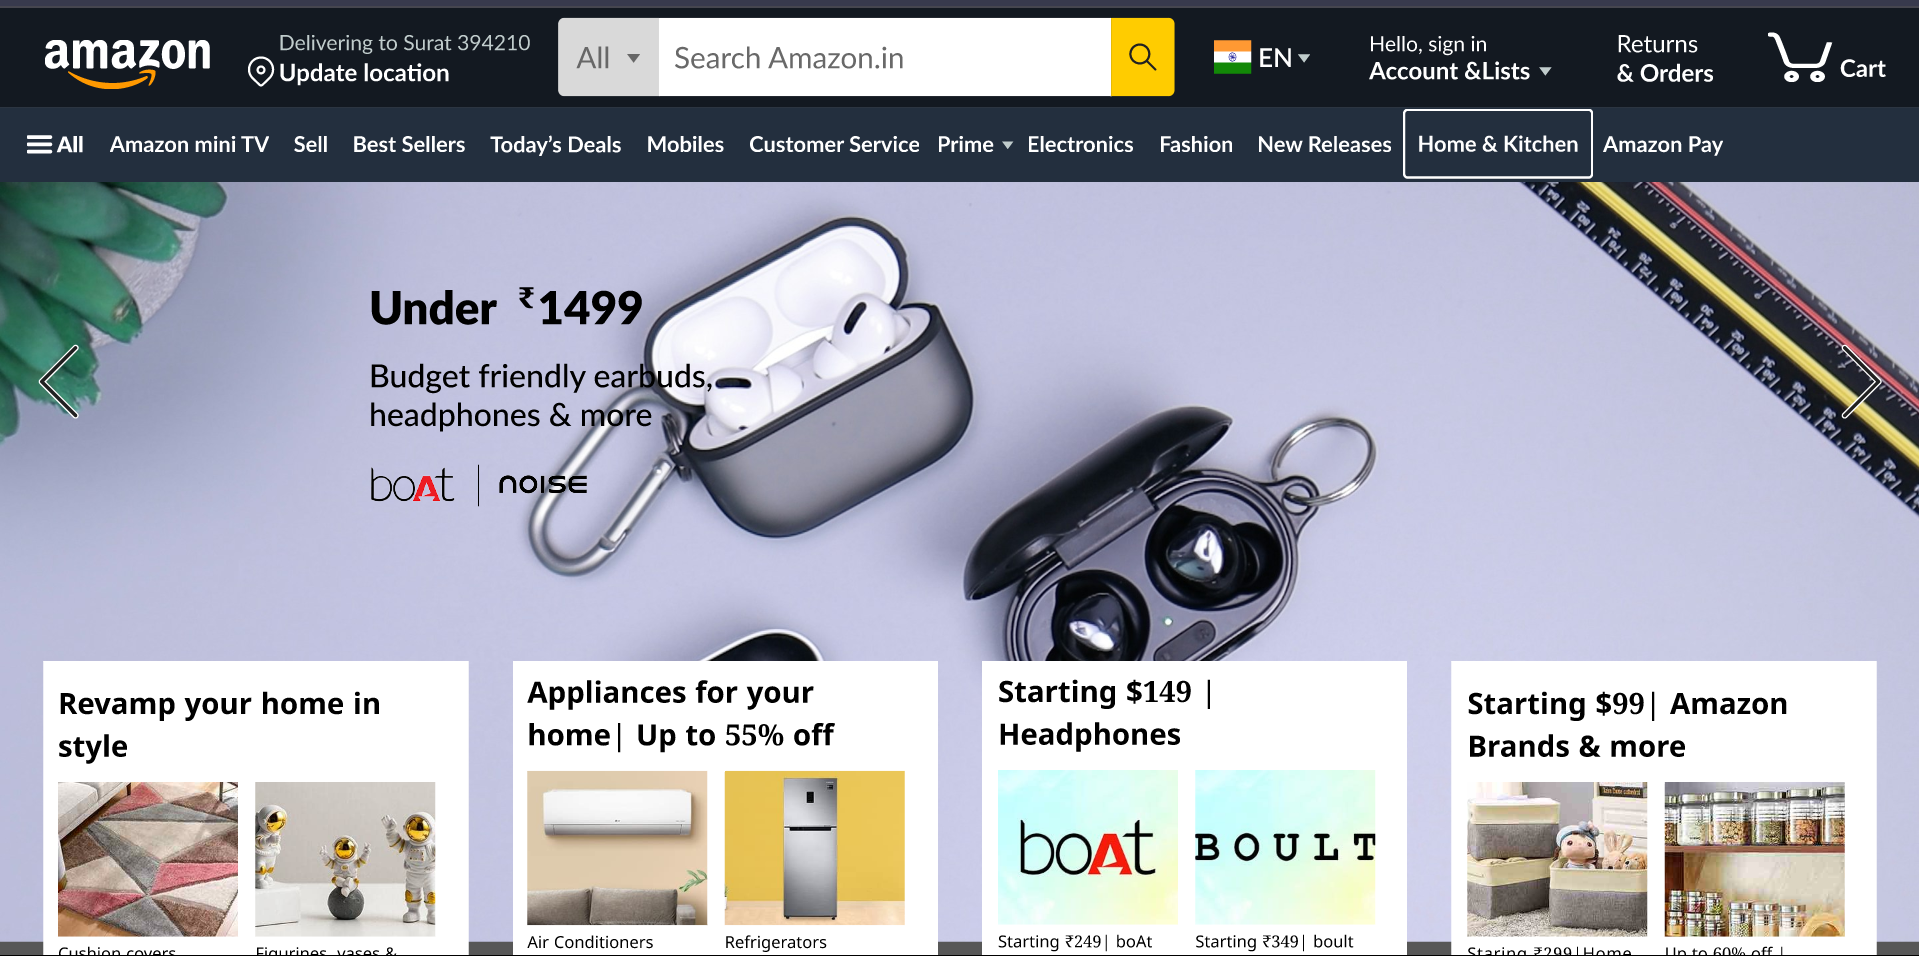 amazon
Delivering to Surat 394210
Update location
All
Search Amazon.in
EN
Hello, sign in
Account &Lists
Returns
& Orders
Cart
All Amazon mini TV Sell Best Sellers Today's Deals Mobiles Customer Service Prime Electronics Fashion New Releases Home & Kitchen Amazon Pay
Under ₹1499
Budget friendly earbuds,
headphones & more
boAt | noise
Revamp your home in
style
Cushion covers
Figurines, vases &
Appliances for your
home| Up to 55% off
Air Conditioners
Refrigerators
Starting $149 |
Headphones
boAt
BOULT
Starting ₹249| boAt
Starting ₹349| boult
Starting $99| Amazon
Brands & more
Staring ₹299|Home
Up to 60% off |